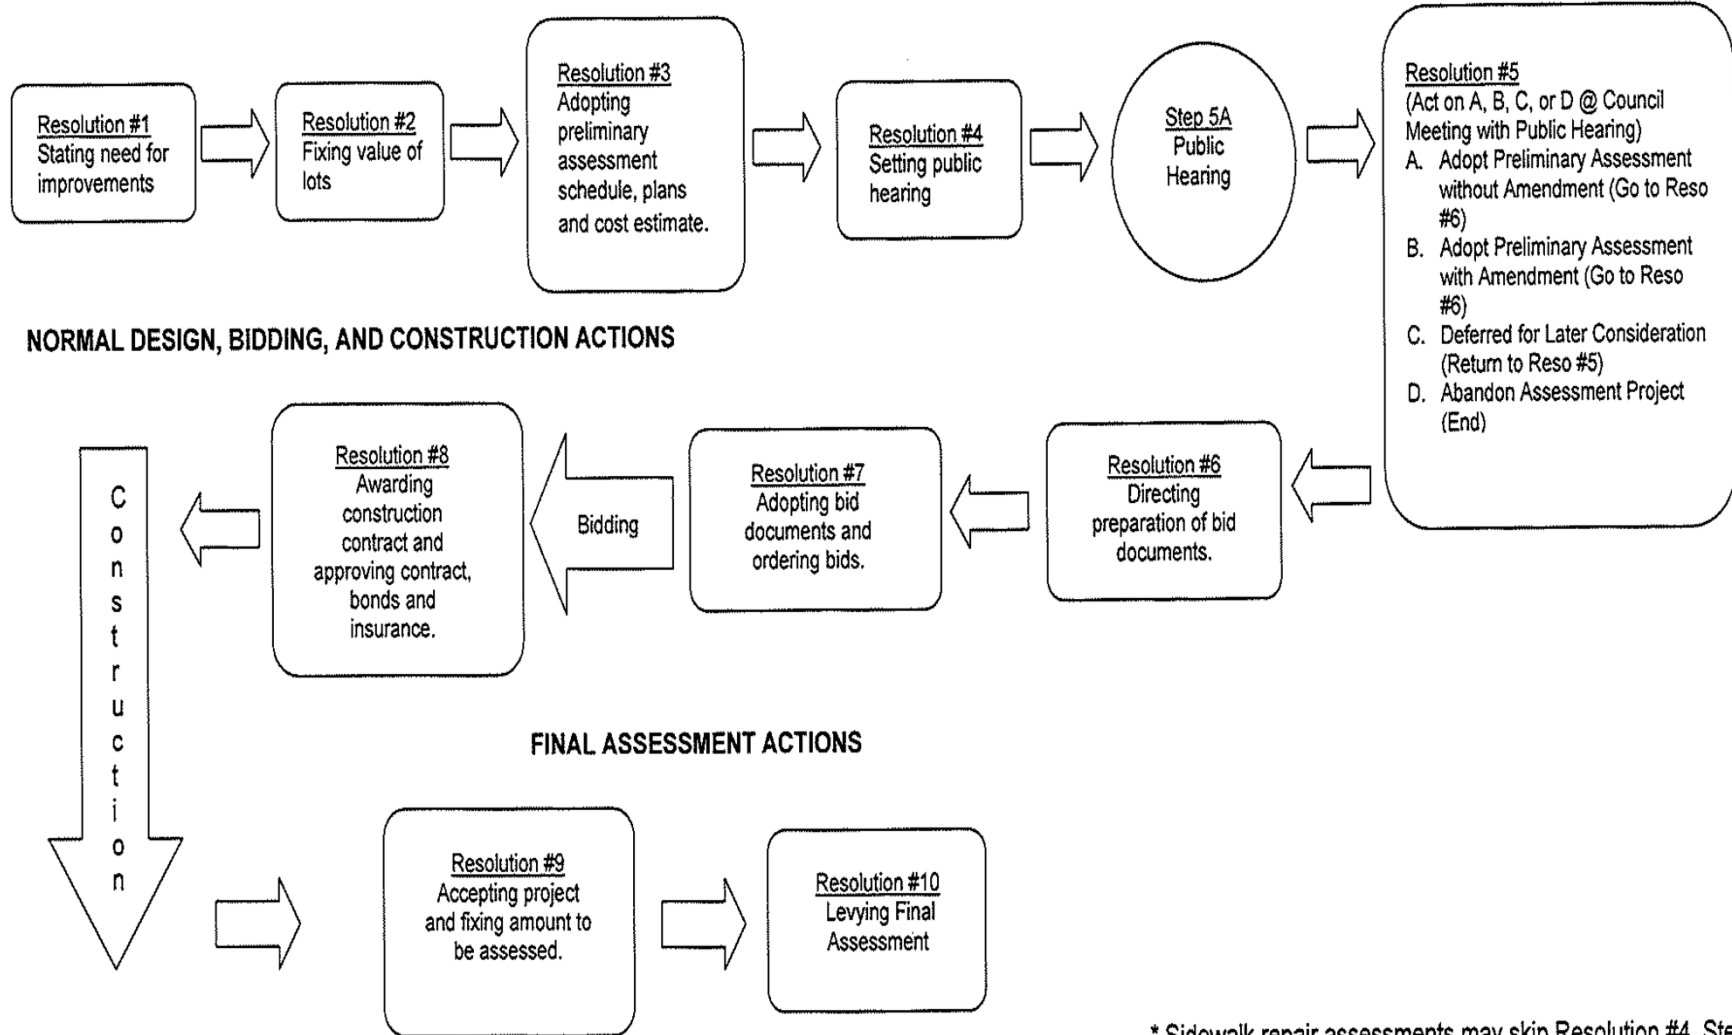 Resolution #1
Stating need for
improvements
Resolution #2
Fixing value of
lots
Resolution #3
Adopting
preliminary
assessment
schedule, plans
and cost estimate.
Resolution #4
Setting public
hearing
Step 5A
Public
Hearing
Resolution #5
(Act on A, B, C, or D @ Council
Meeting with Public Hearing)
A. Adopt Preliminary Assessment
without Amendment (Go to Reso
#6)
B. Adopt Preliminary Assessment
with Amendment (Go to Reso
#6)
C. Deferred for Later Consideration
(Return to Reso #5)
D. Abandon Assessment Project
(End)
NORMAL DESIGN, BIDDING, AND CONSTRUCTION ACTIONS
Resolution #6
Directing
preparation of bid
documents.
Resolution #7
Adopting bid
documents and
ordering bids.
Bidding
Resolution #8
Awarding
construction
contract and
approving contract,
bonds and
insurance.
Construction
FINAL ASSESSMENT ACTIONS
Resolution #9
Accepting project
and fixing amount to
be assessed.
Resolution #10
Levying Final
Assessment
* Sidewalk repair assessments may skip Resolution #4, Ste